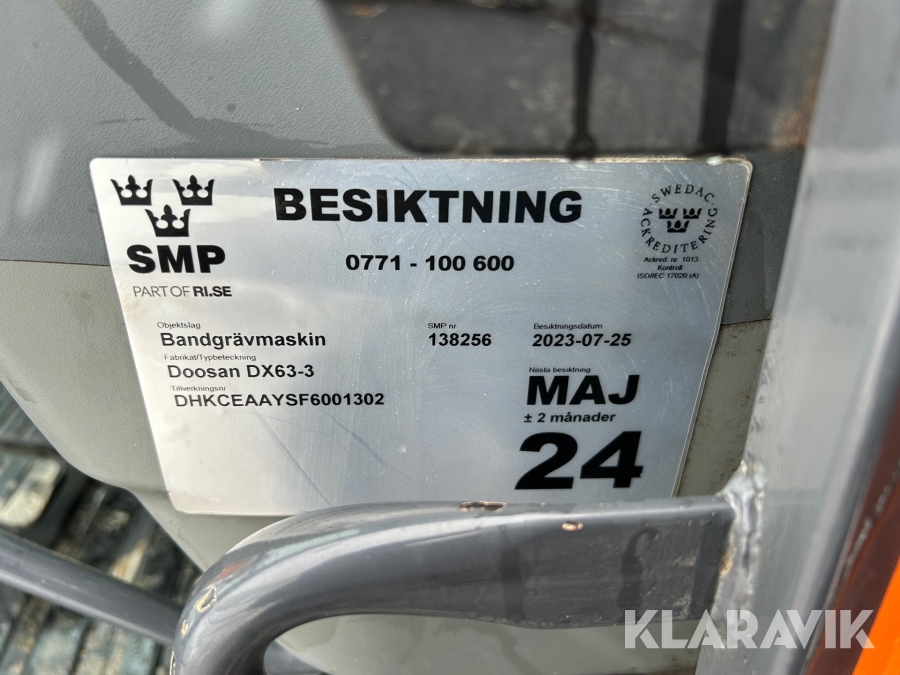 BESIKTNING
SMP
0771 - 100 600
PART OF RI.SE
SWEDAC
ACKREDITERING
Ackred nr 1013
Kontroll
ISO/IEC 17020 (A)
Objektslag
Bandgrävmaskin
SMP nr
138256
Besiktningsdatum
2023-07-25
Fabrikat/Typbeteckning
Doosan DX63-3
Tillverkningsnr
DHKCEAAYSF6001302
Nästa besiktning
MAJ
± 2 månader
24
KLARAVIK